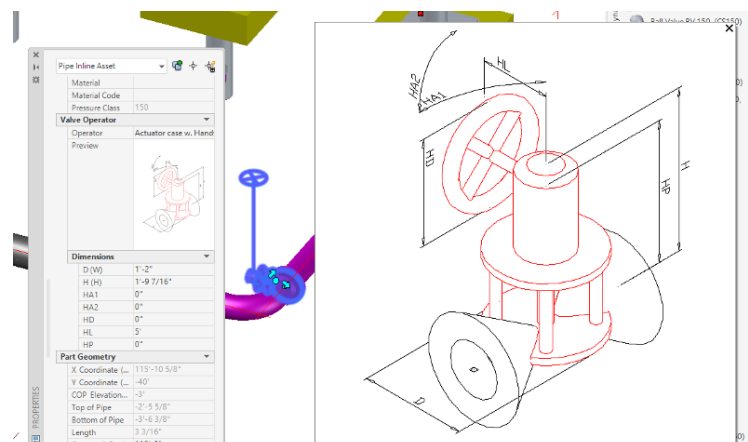 Pipe Inline Asset
Material
Material Code
Pressure Class 150
Valve Operator
Operator Actuator case w. Hand
Preview
Dimensions
D (W) 1'-2"
H (H) 1'-9 7/16"
HA1 0"
HA2 0"
HD 0"
HL 5'
HP 0"
Part Geometry
X Coordinate (... 115'-10 5/8"
Y Coordinate (... -40'
COP Elevation... -3'
Top of Pipe -2'-5 5/8"
Bottom of Pipe -3'-6 3/8"
Length 3 3/16"
PROPERTIES
HA2
HA1
HL
HD
H
HP
D
Ball Valve BV 150 (CS150)